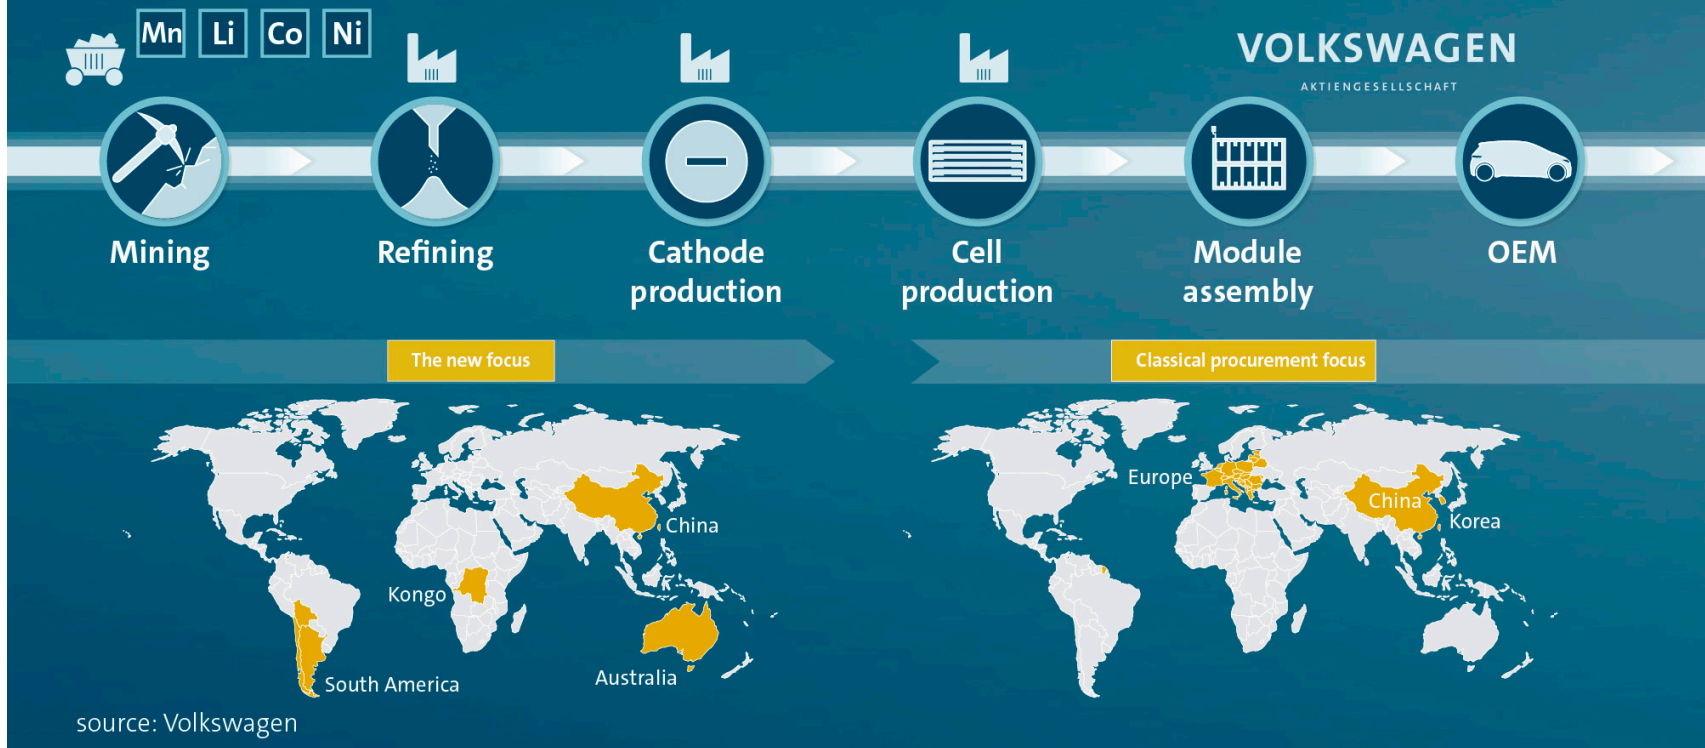 Mn Li Co Ni
VOLKSWAGEN
AKTIENGESELLSCHAFT
Mining
Refining
Cathode
production
Cell
production
Module
assembly
OEM
The new focus
Classical procurement focus
China
Kongo
South America
Australia
Europe
China
Korea
source: Volkswagen